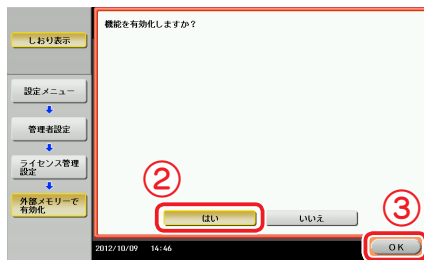 機能を有効化しますか？
しおり表示
設定メニュー
管理者設定
ライセンス管理
設定
外部メモリーで
有効化
②
はい
いいえ
③
2012/10/09 14:46
OK